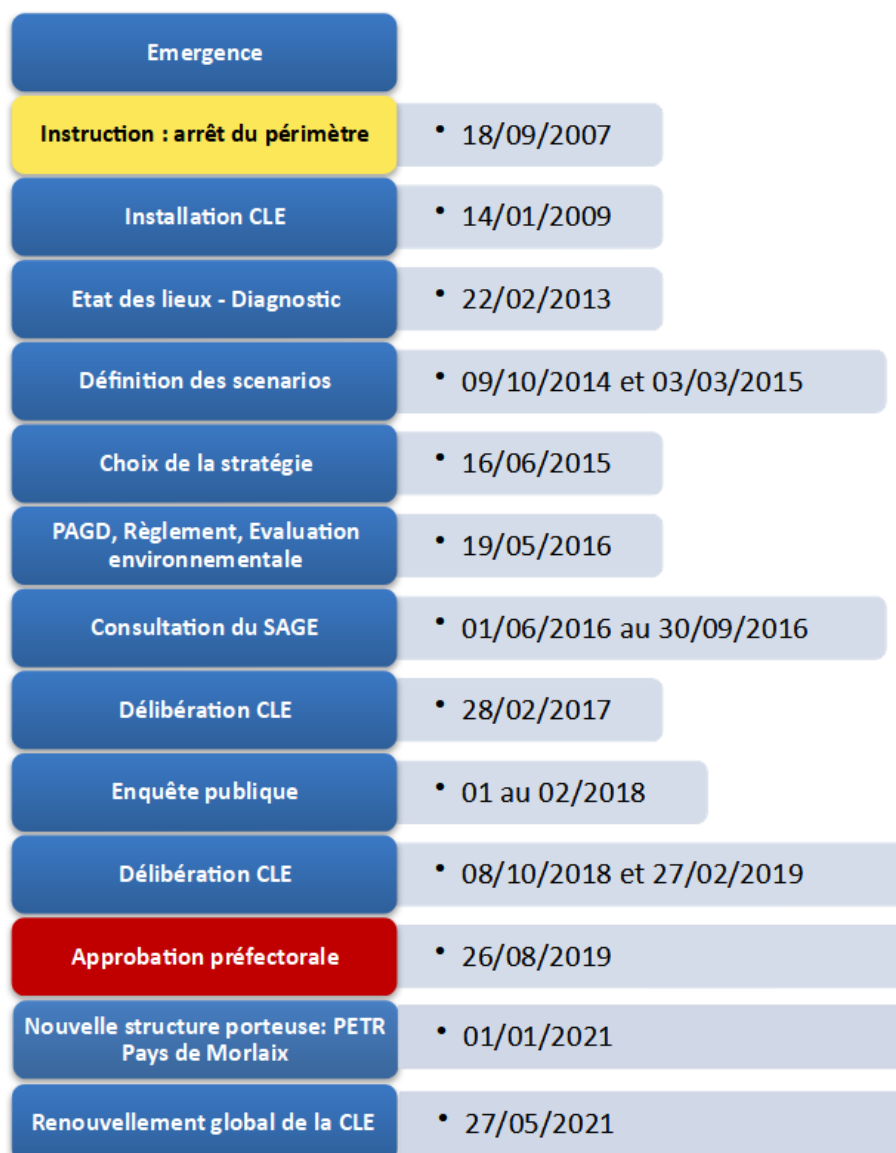 Emergence
Instruction : arrêt du périmètre
• 18/09/2007
Installation CLE
• 14/01/2009
Etat des lieux - Diagnostic
• 22/02/2013
Définition des scenarios
• 09/10/2014 et 03/03/2015
Choix de la stratégie
• 16/06/2015
PAGD, Règlement, Evaluation
environnementale
• 19/05/2016
Consultation du SAGE
• 01/06/2016 au 30/09/2016
Délibération CLE
• 28/02/2017
Enquête publique
• 01 au 02/2018
Délibération CLE
• 08/10/2018 et 27/02/2019
Approbation préfectorale
• 26/08/2019
Nouvelle structure porteuse: PETR
Pays de Morlaix
• 01/01/2021
Renouvellement global de la CLE
• 27/05/2021